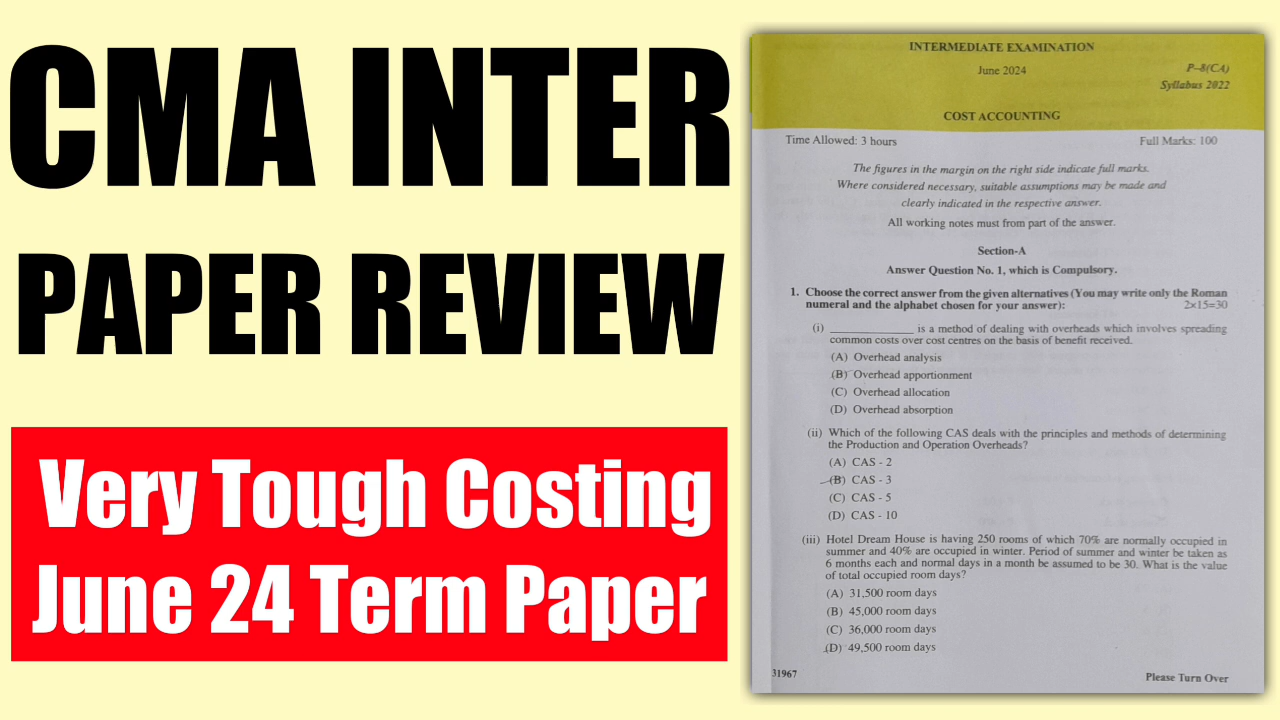 CMA INTER
PAPER REVIEW
Very Tough Costing
June 24 Term Paper
INTERMEDIATE EXAMINATION
June 2024
P-8(CA)
Syllabus 2022
COST ACCOUNTING
Time Allowed: 3 hours
Full Marks: 100
The figures in the margin on the right side indicate full marks.
Where considered necessary, suitable assumptions may be made and
clearly indicated in the respective answer.
All working notes must from part of the answer.
Section-A
Answer Question No. 1, which is Compulsory.
1. Choose the correct answer from the given alternatives (You may write only the Roman
numeral and the alphabet chosen for your answer): 2×15=30
(i) ______________ is a method of dealing with overheads which involves spreading
common costs over cost centres on the basis of benefit received.
(A) Overhead analysis
(B) Overhead apportionment
(C) Overhead allocation
(D) Overhead absorption
(ii) Which of the following CAS deals with the principles and methods of determining
the Production and Operation Overheads?
(A) CAS - 2
(B) CAS - 3
(C) CAS - 5
(D) CAS - 10
(iii) Hotel Dream House is having 250 rooms of which 70% are normally occupied in
summer and 40% are occupied in winter. Period of summer and winter be taken as
6 months each and normal days in a month be assumed to be 30. What is the value
of total occupied room days?
(A) 31,500 room days
(B) 45,000 room days
(C) 36,000 room days
(D) 49,500 room days
31967
Please Turn Over